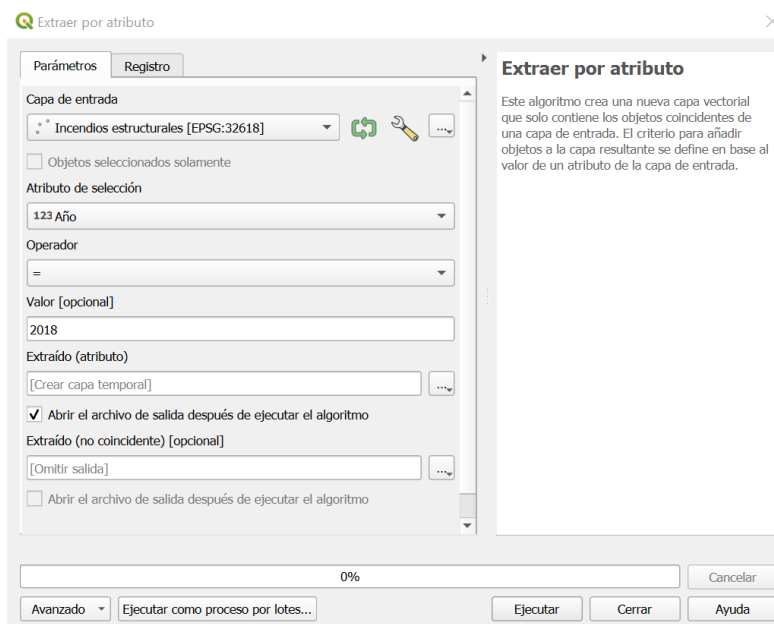 Extraer por atributo
Parámetros Registro
Capa de entrada
Incendios estructurales [EPSG:32618]
...
Objetos seleccionados solamente
Atributo de selección
123 Año
Operador
=
Valor [opcional]
2018
Extraído (atributo)
[Crear capa temporal]
...
Abrir el archivo de salida después de ejecutar el algoritmo
Extraído (no coincidente) [opcional]
[Omitir salida]
...
Abrir el archivo de salida después de ejecutar el algoritmo
Extraer por atributo
Este algoritmo crea una nueva capa vectorial
que solo contiene los objetos coincidentes de
una capa de entrada. El criterio para añadir
objetos a la capa resultante se define en base al
valor de un atributo de la capa de entrada.
0%
Cancelar
Avanzado Ejecutar como proceso por lotes... Ejecutar Cerrar Ayuda